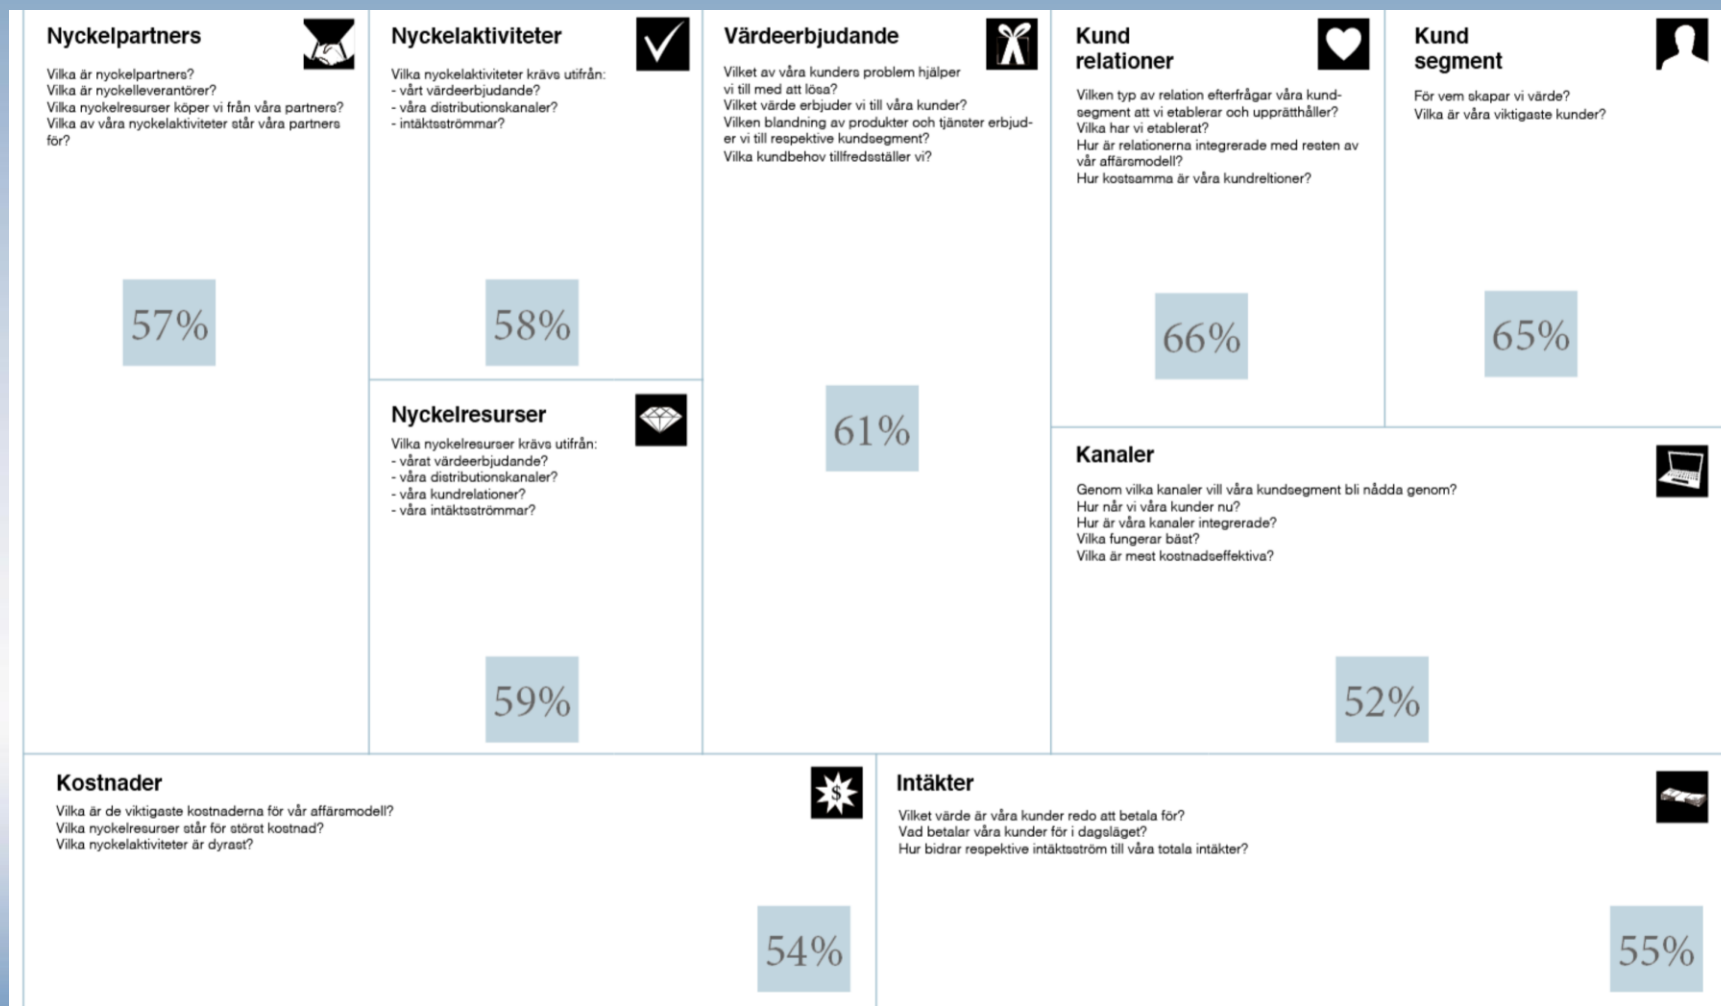 Nyckelpartners
Vilka är nyckelpartners?
Vilka är nyckelleverantörer?
Vilka nyckelresurser köper vi från våra partners?
Vilka av våra nyckelaktiviteter står våra partners
för?
57%
Nyckelaktiviteter
Vilka nyckelaktiviteter krävs utifrån:
- vårt värdeerbjudande?
- våra distributionskanaler?
- intäktsströmmar?
58%
Nyckelresurser
Vilka nyckelresurser krävs utifrån:
- vårat värdeerbjudande?
- våra distributionskanaler?
- våra kundrelationer?
- våra intäktsströmmar?
59%
Värdeerbjudande
Vilket av våra kunders problem hjälper
vi till med att lösa?
Vilket värde erbjuder vi till våra kunder?
Vilken blandning av produkter och tjänster erbjud-
er vi till respektive kundsegment?
Vilka kundbehov tillfredsställer vi?
61%
Kund
relationer
Vilken typ av relation efterfrågar våra kund-
segment att vi etablerar och upprätthåller?
Vilka har vi etablerat?
Hur är relationerna integrerade med resten av
vår affärsmodell?
Hur kostsamma är våra kundreltioner?
66%
Kund
segment
För vem skapar vi värde?
Vilka är våra viktigaste kunder?
65%
Kanaler
Genom vilka kanaler vill våra kundsegment bli nådda genom?
Hur når vi våra kunder nu?
Hur är våra kanaler integrerade?
Vilka fungerar bäst?
Vilka är mest kostnadseffektiva?
52%
Kostnader
$
Vilka är de viktigaste kostnaderna för vår affärsmodell?
Vilka nyckelresurser står för störst kostnad?
Vilka nyckelaktiviteter är dyrast?
54%
Intäkter
Vilket värde är våra kunder redo att betala för?
Vad betalar våra kunder för i dagsläget?
Hur bidrar respektive intäktsström till våra totala intäkter?
55%